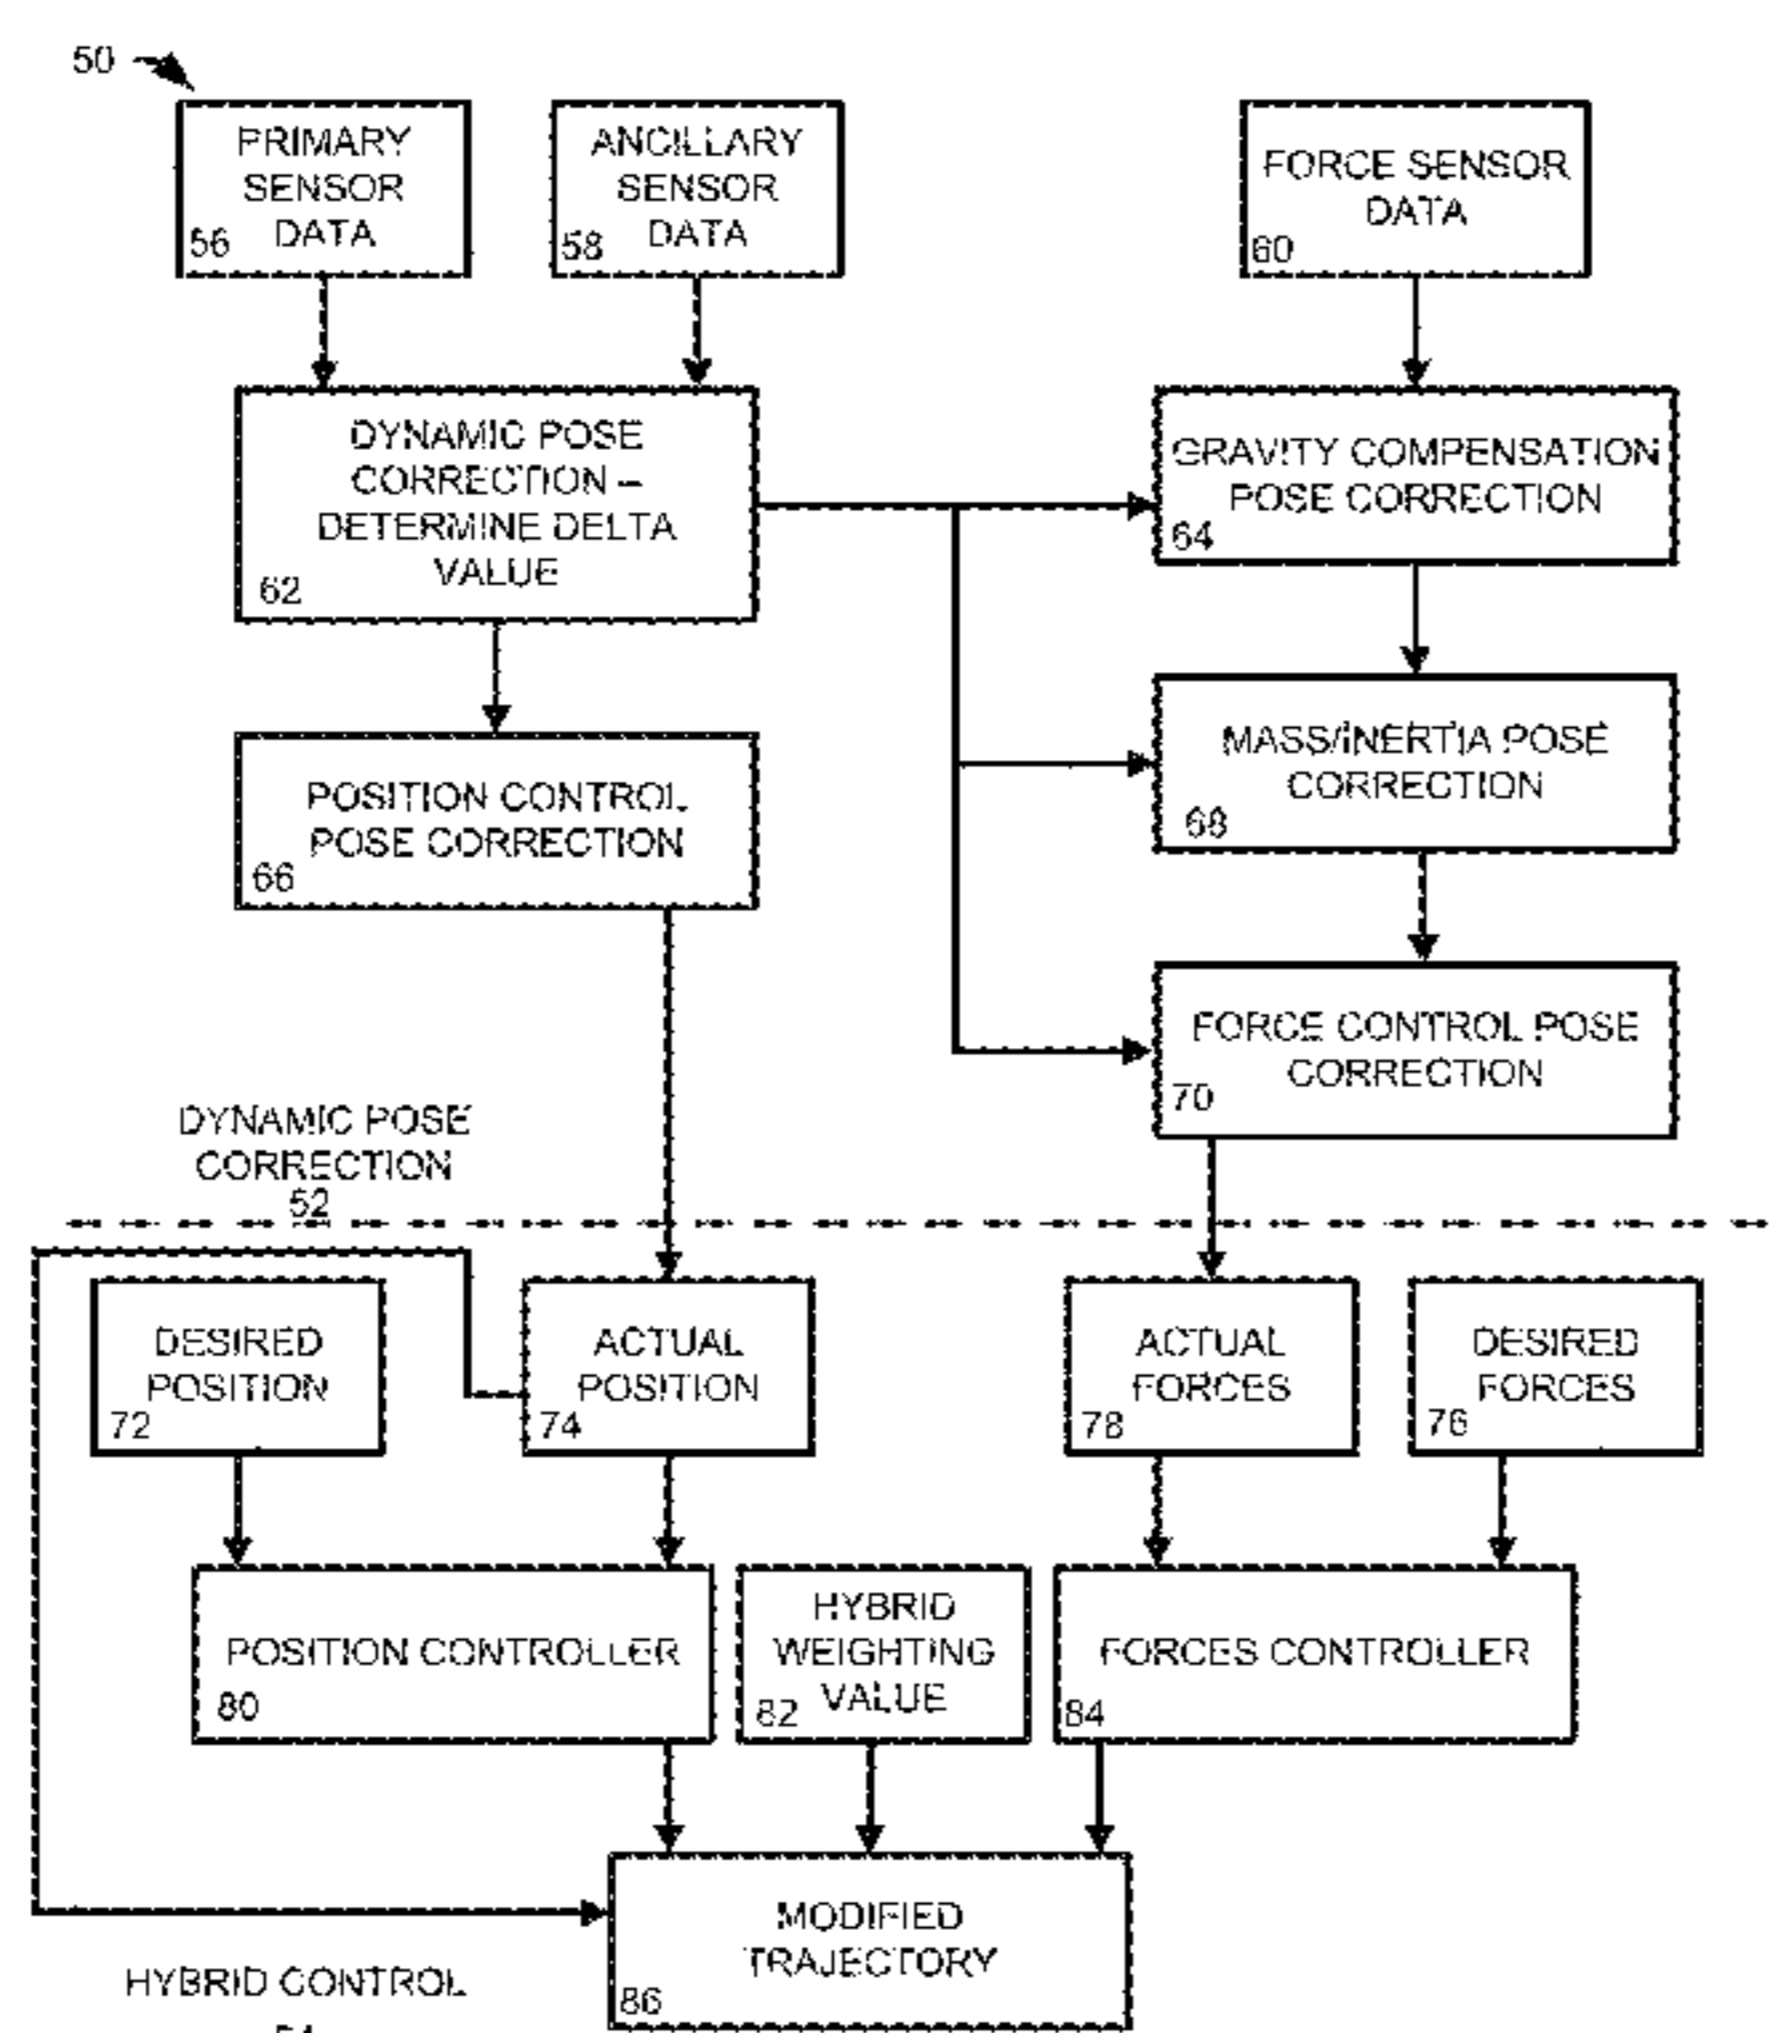 50
PRIMARY
SENSOR
DATA
56
ANCILLARY
SENSOR
DATA
58
FORCE SENSOR
DATA
60
DYNAMIC POSE
CORRECTION –
DETERMINE DELTA
VALUE
62
GRAVITY COMPENSATION
POSE CORRECTION
64
POSITION CONTROL
POSE CORRECTION
66
MASS/INERTIA POSE
CORRECTION
68
FORCE CONTROL POSE
CORRECTION
70
DYNAMIC POSE
CORRECTION
52
DESIRED
POSITION
72
ACTUAL
POSITION
74
ACTUAL
FORCES
78
DESIRED
FORCES
76
POSITION CONTROLLER
80
HYBRID
WEIGHTING
VALUE
82
FORCES CONTROLLER
84
MODIFIED
TRAJECTORY
86
HYBRID CONTROL